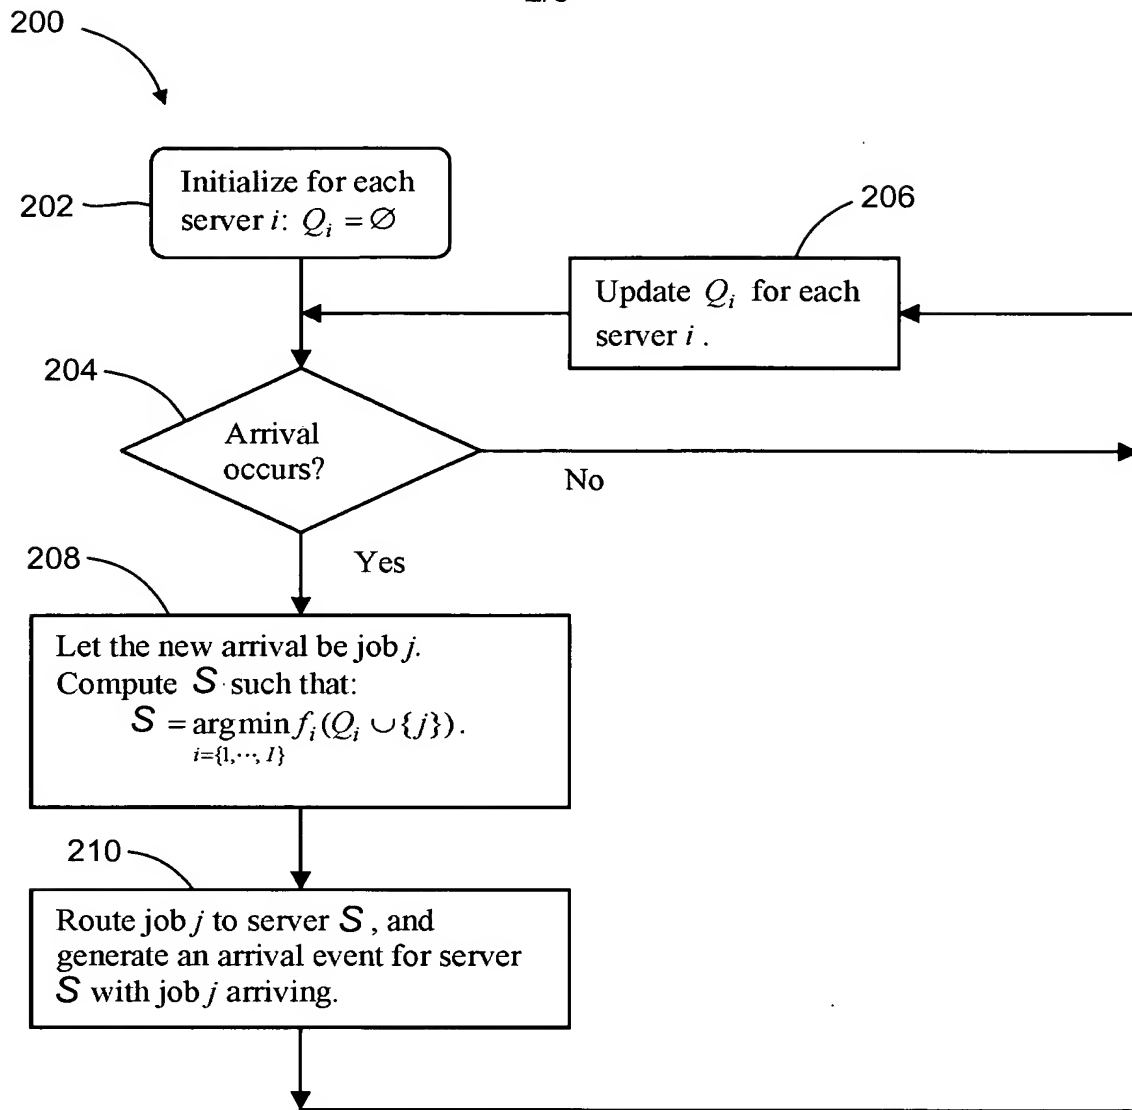 200
202
Initialize for each
server i: Q_i = ∅
206
Update Q_i for each
server i .
204
Arrival
occurs?
No
Yes
208
Let the new arrival be job j.
Compute S such that:
S = arg min f_i (Q_i ∪ {j}) .
i={1,⋯, I}
210
Route job j to server S , and
generate an arrival event for server
S with job j arriving.